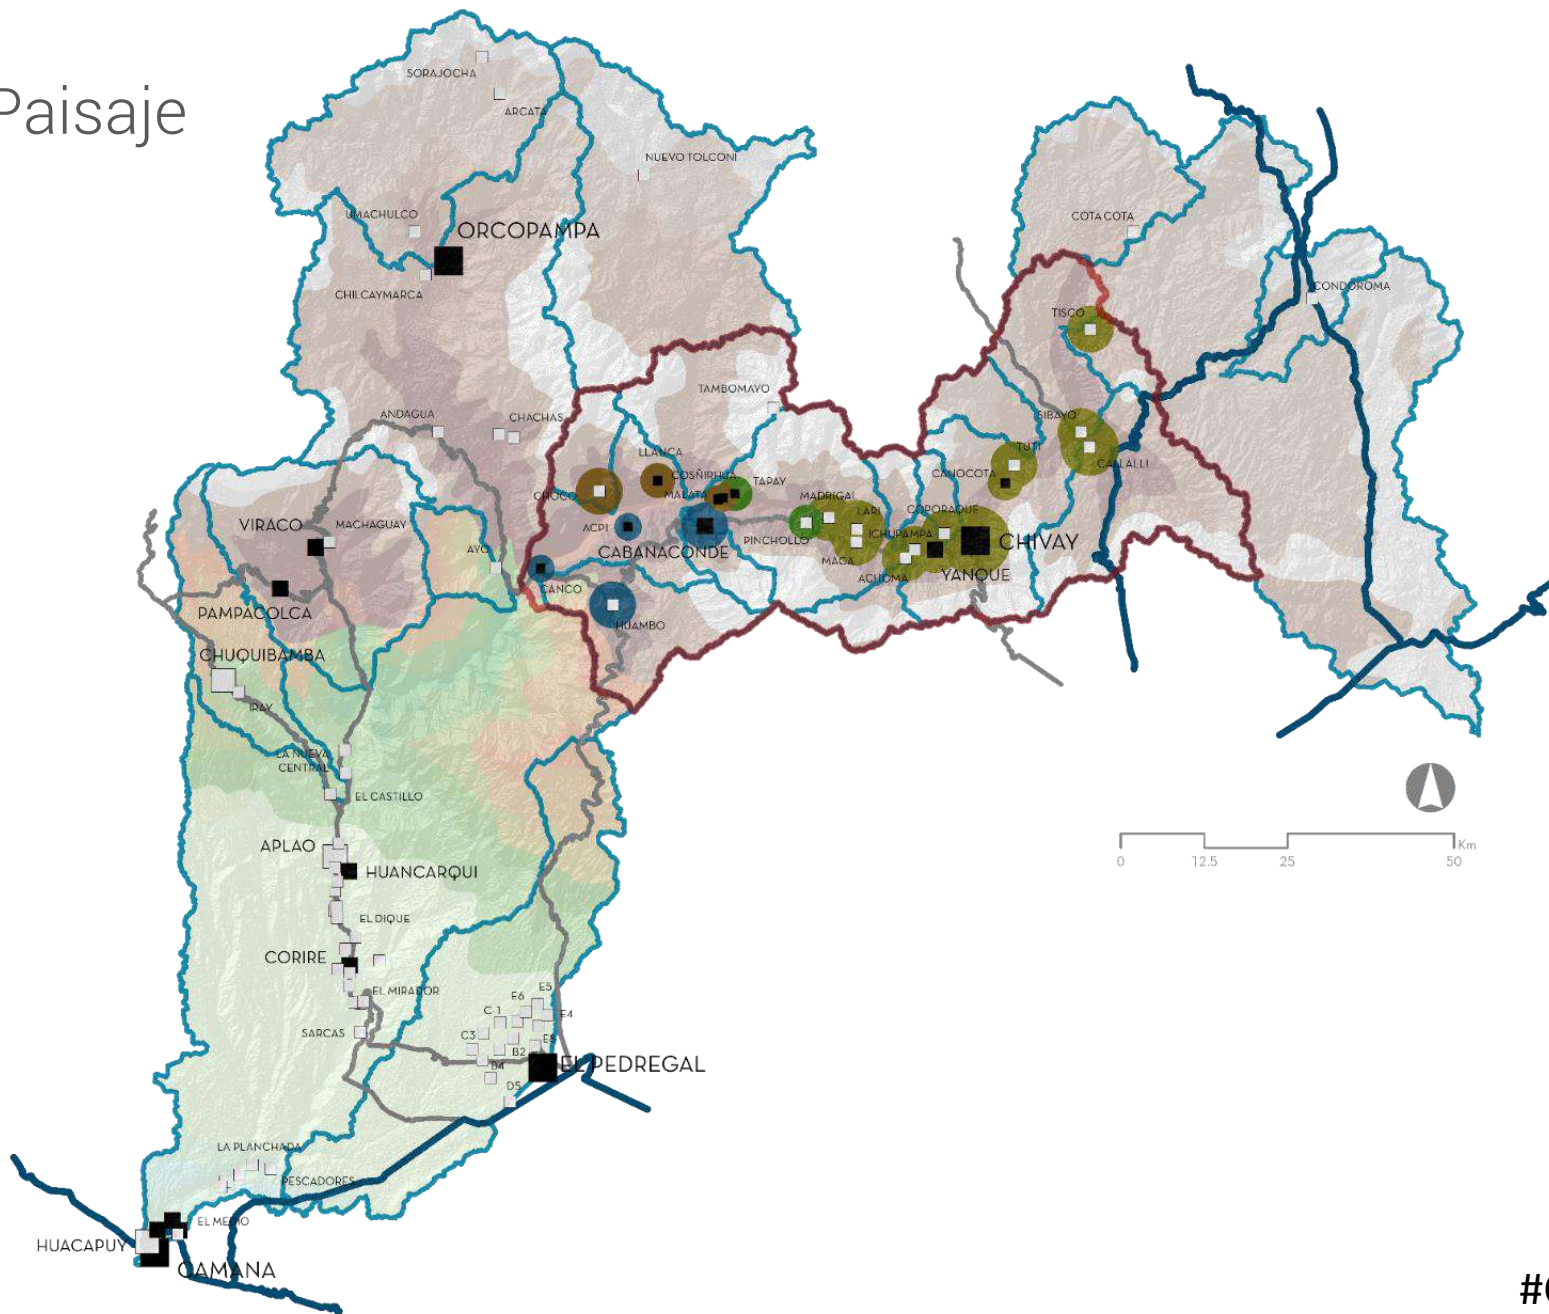 Paisaje
SORAJOCHA
ARCATA
NUEVO TOLCONI
UMACHULCO
ORCOPAMPA
CHILCAYMARCA
COTA COTA
CONDOROMA
TISCO
TAMBOMAYO
ANDAGUA
CHACHAS
SIBAYO
LLANCA
TUTI
CALLALLI
COSÑIRHUA
CANOCOTA
CHOCO
MALATA
TAPAY
MADRIGAL
LARI
COPORAQUE
VIRACO
MACHAGUAY
ACPI
ICHUPAMPA
CHIVAY
CABANACONDE
PINCHOLLO
AYO
MACA
ACHOMA
YANQUE
CANCO
PAMPACOLCA
HUAMBO
CHUQUIBAMBA
IRAY
LA NUEVA
CENTRAL
EL CASTILLO
0
12.5
25
50
Km
APLAO
HUANCARQUI
EL DIQUE
CORIRE
EL MIRADOR
E5
E6
C-1
E4
SARCAS
C3
E8
B2
B4
EL PEDREGAL
D5
LA PLANCHADA
PESCADORES
EL MEDIO
HUACAPUY
CAMANA